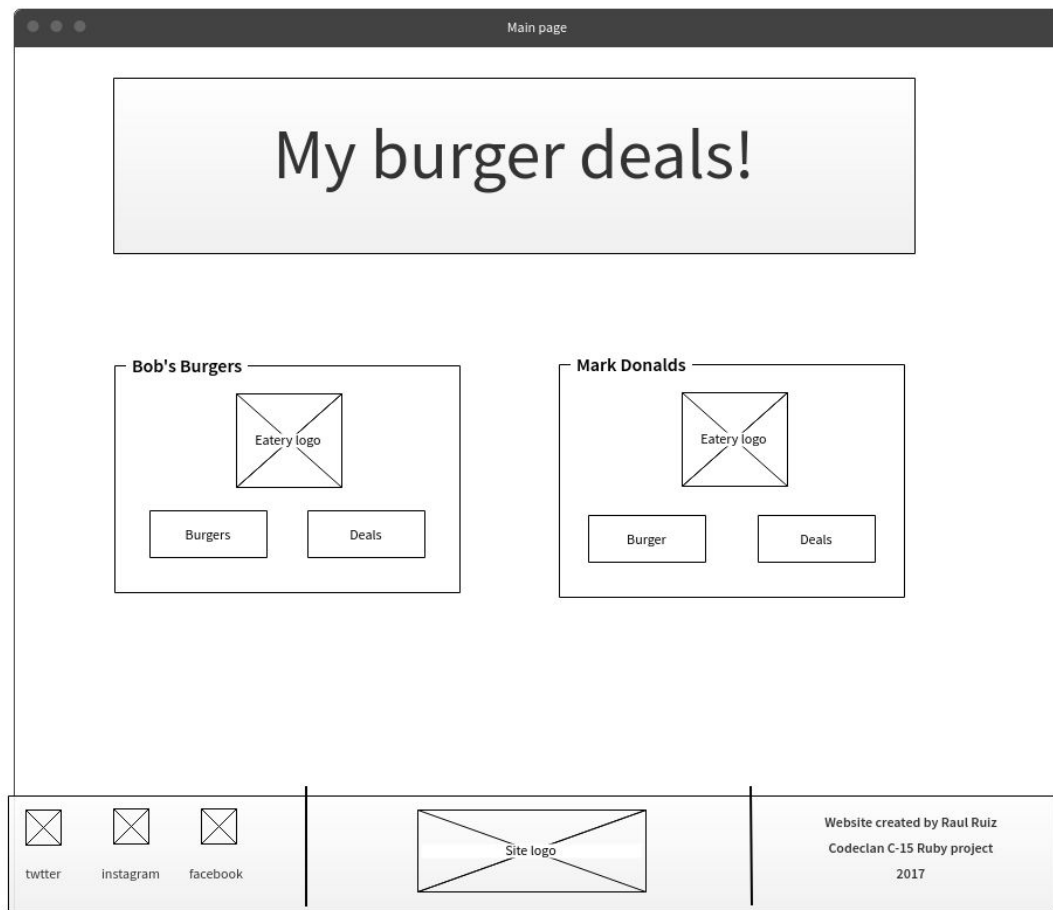 Main page
My burger deals!
Bob's Burgers
Eatery logo
Burgers
Deals
Mark Donalds
Eatery logo
Burger
Deals
twtter
instagram
facebook
Site logo
Website created by Raul Ruiz
Codeclan C-15 Ruby project
2017